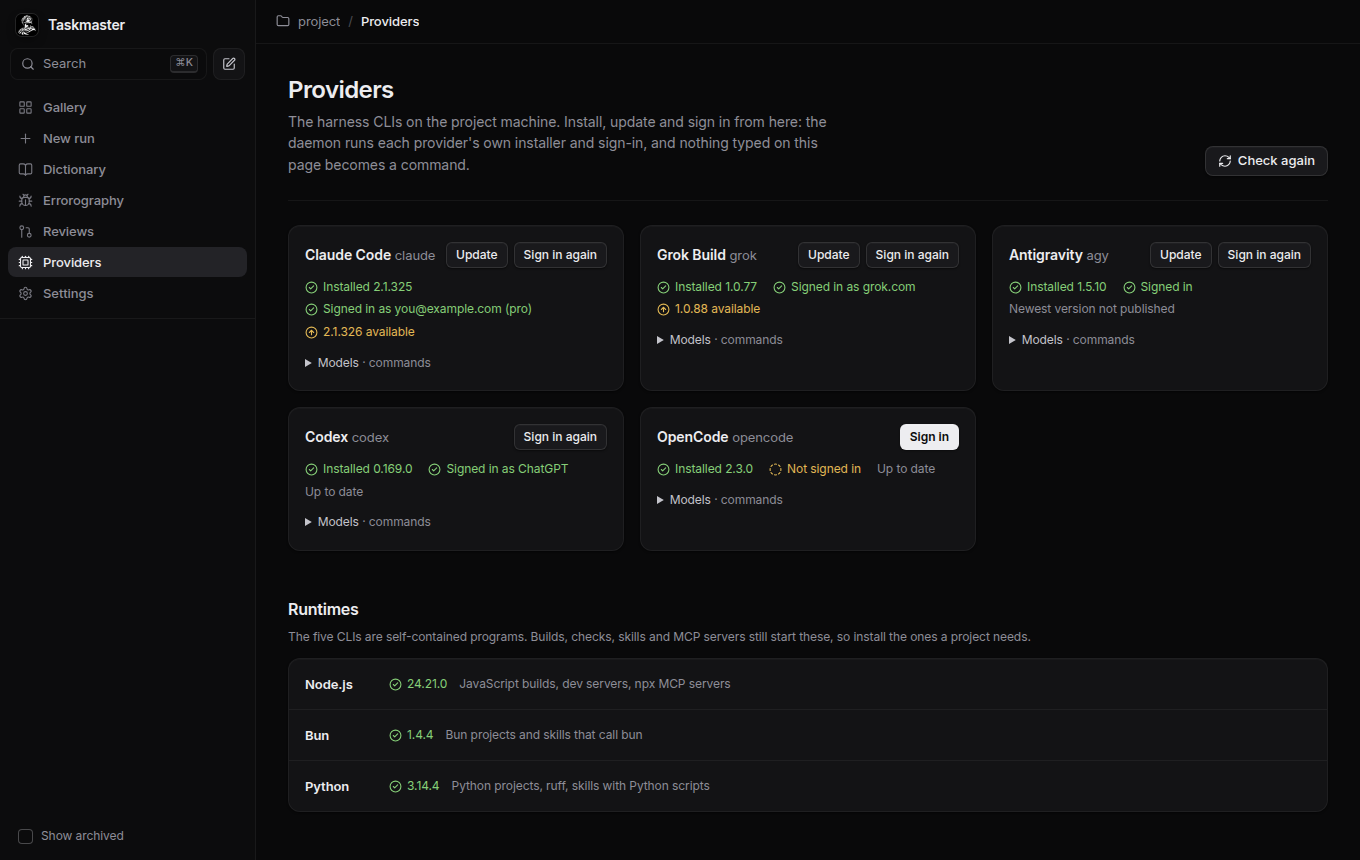 Taskmaster
Search ⌘K
Gallery
New run
Dictionary
Errorography
Reviews
Providers
Settings
Show archived
project / Providers
Providers
The harness CLIs on the project machine. Install, update and sign in from here: the
daemon runs each provider's own installer and sign-in, and nothing typed on this
page becomes a command.
Check again
Claude Code claude Update Sign in again
Installed 2.1.325
Signed in as you@example.com (pro)
2.1.326 available
Models · commands
Grok Build grok Update Sign in again
Installed 1.0.77 Signed in as grok.com
1.0.88 available
Models · commands
Antigravity agy Update Sign in again
Installed 1.5.10 Signed in
Newest version not published
Models · commands
Codex codex Sign in again
Installed 0.169.0 Signed in as ChatGPT
Up to date
Models · commands
OpenCode opencode Sign in
Installed 2.3.0 Not signed in Up to date
Models · commands
Runtimes
The five CLIs are self-contained programs. Builds, checks, skills and MCP servers still start these, so install the ones a project needs.
Node.js 24.21.0 JavaScript builds, dev servers, npx MCP servers
Bun 1.4.4 Bun projects and skills that call bun
Python 3.14.4 Python projects, ruff, skills with Python scripts